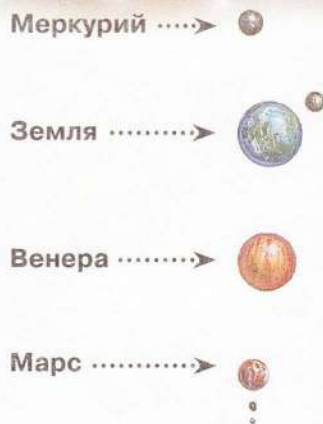 Меркурий
Земля
Венера
Марс